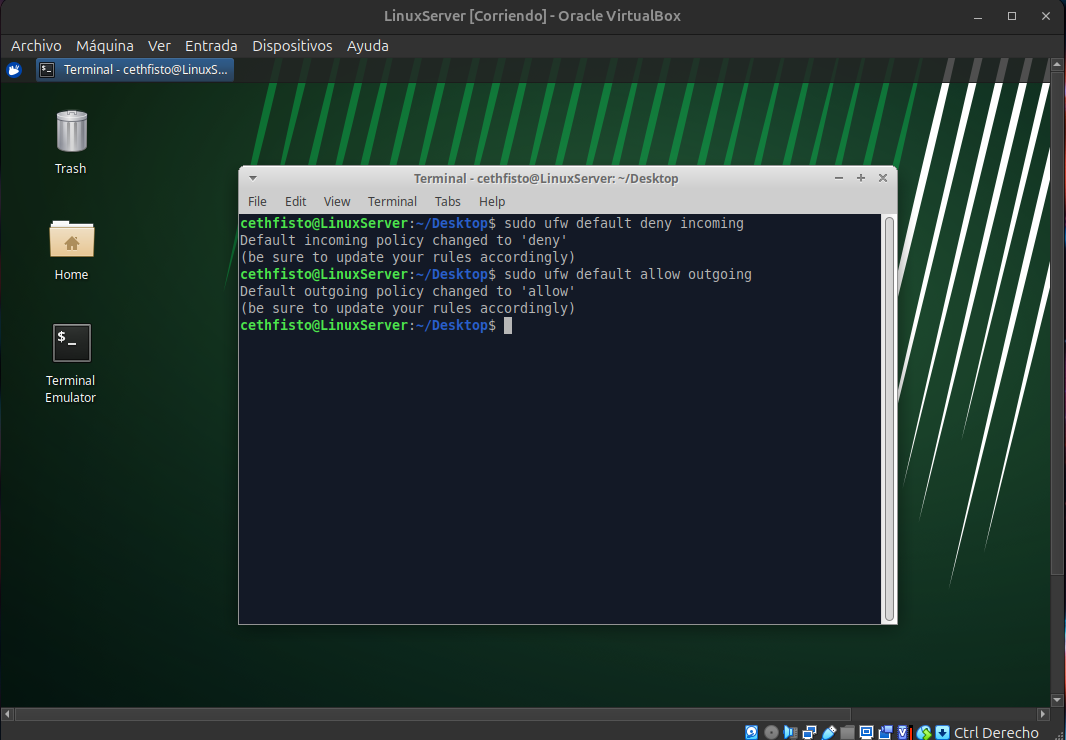 LinuxServer [Corriendo] - Oracle VirtualBox
Archivo Máquina Ver Entrada Dispositivos Ayuda
Terminal - cethfisto@LinuxS...
Trash
Home
$_
Terminal
Emulator
Terminal - cethfisto@LinuxServer: ~/Desktop
File Edit View Terminal Tabs Help
cethfisto@LinuxServer:~/Desktop$ sudo ufw default deny incoming
Default incoming policy changed to 'deny'
(be sure to update your rules accordingly)
cethfisto@LinuxServer:~/Desktop$ sudo ufw default allow outgoing
Default outgoing policy changed to 'allow'
(be sure to update your rules accordingly)
cethfisto@LinuxServer:~/Desktop$
Ctrl Derecho